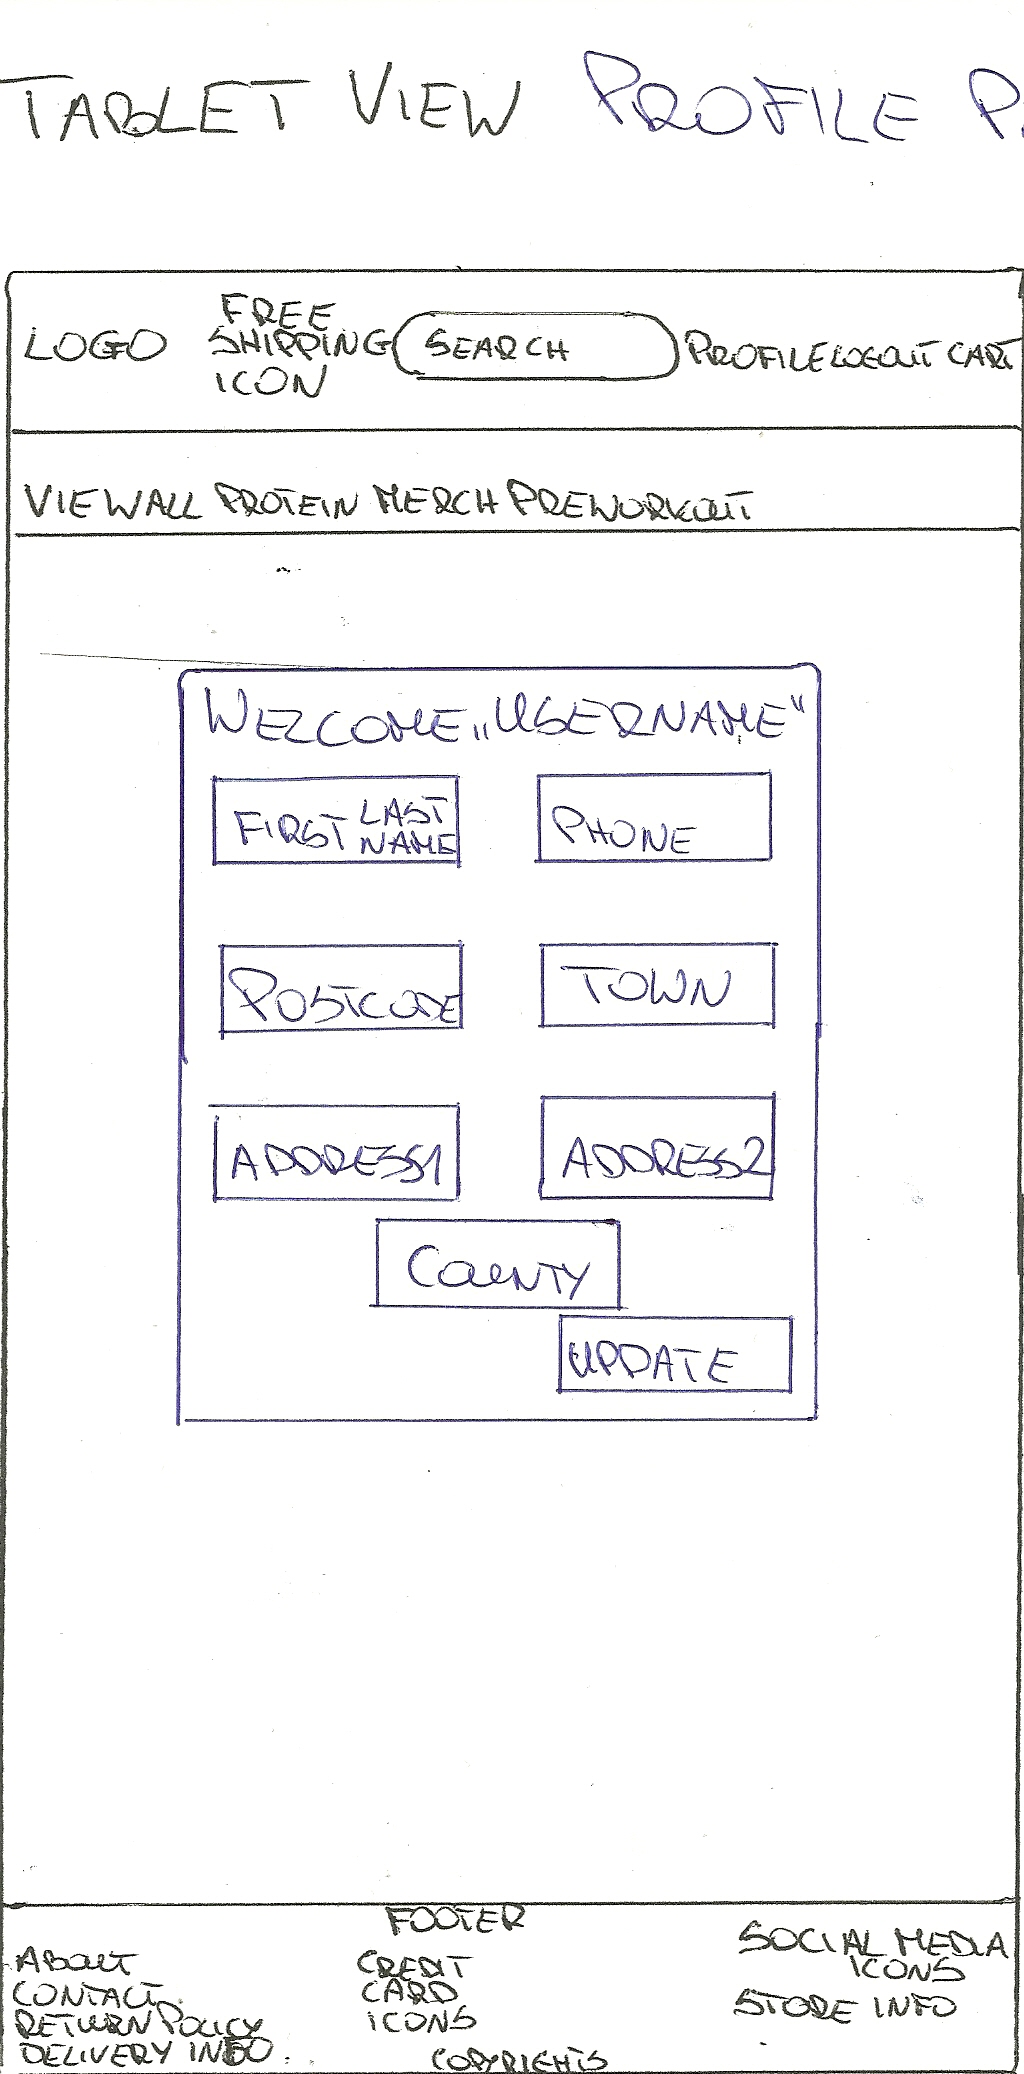 TABLET VIEW PROFILE P
LOGO FREE SHIPPING ICON SEARCH PROFILE LOGOUT CART
VIEW ALL PROTEIN MERCH PREWORKOUT
WELCOME „USERNAME“
FIRST LAST NAME PHONE
POSTCODE TOWN
ADDRESS1 ADDRESS2
COUNTY
UPDATE
FOOTER
ABOUT
CONTACT
RETURN POLICY
DELIVERY INFO.
CREDIT
CARD
ICONS
COPYRIGHTS
SOCIAL MEDIA
ICONS
STORE INFO